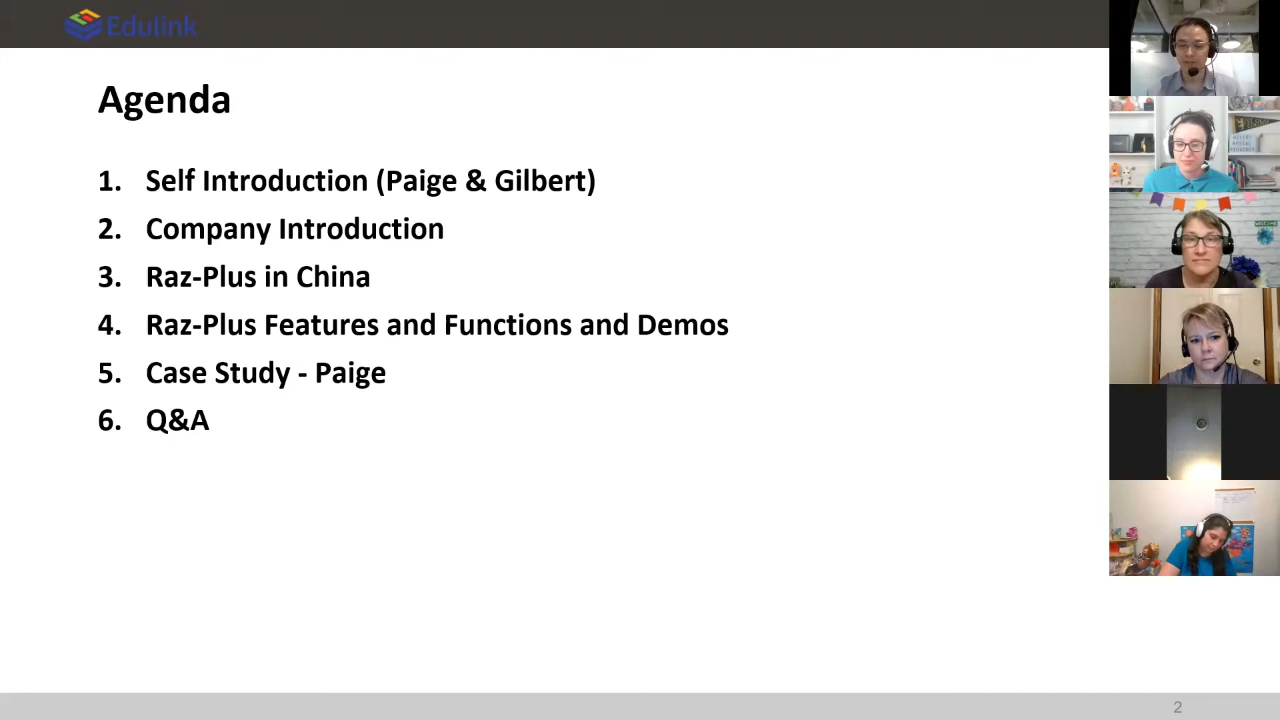 Edulink
Agenda
1. Self Introduction (Paige & Gilbert)
2. Company Introduction
3. Raz-Plus in China
4. Raz-Plus Features and Functions and Demos
5. Case Study - Paige
6. Q&A
2